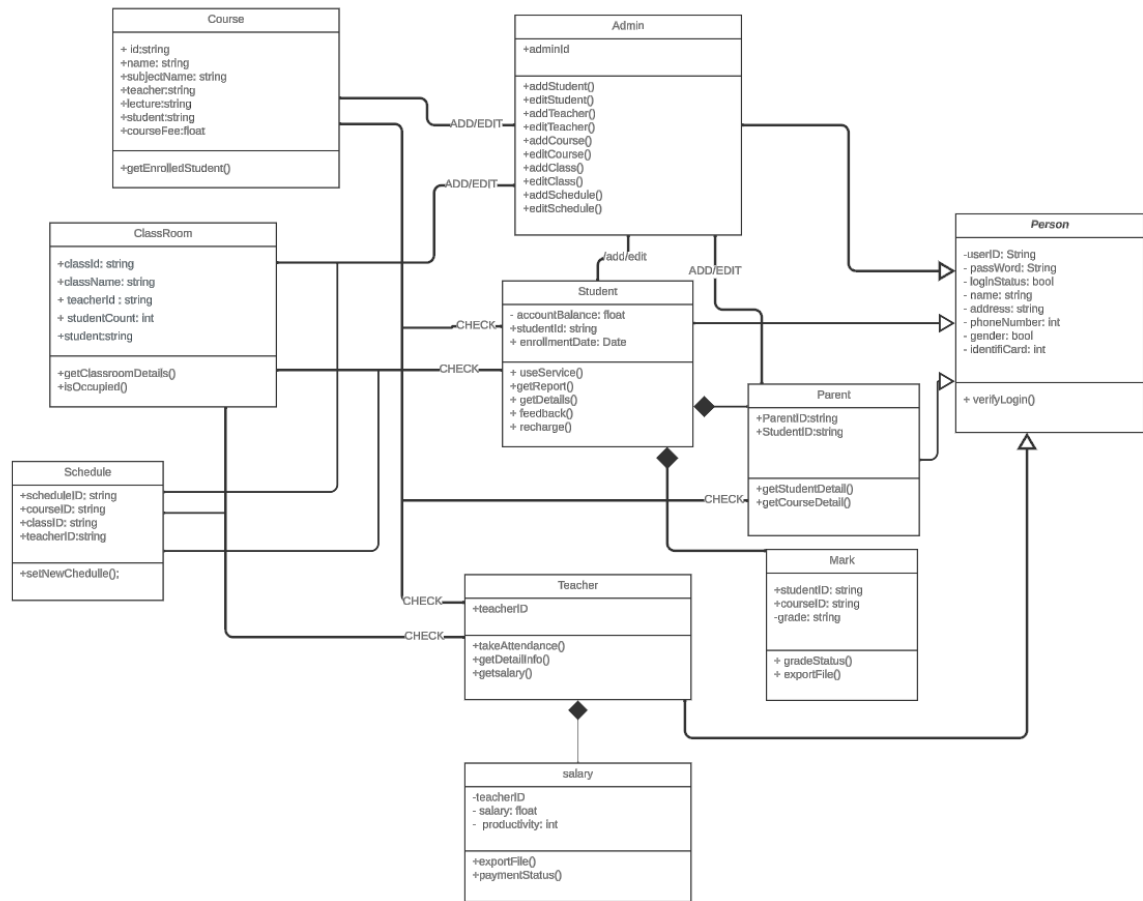 Course
+ id:string
+name: string
+subjectName: string
+teacher:string
+lecture:string
+student:string
+courseFee:float
+getEnrolledStudent()
Admin
+adminId
+addStudent()
+editStudent()
+addTeacher()
+editTeacher()
+addCourse()
+editCourse()
+addClass()
+editClass()
+addSchedule()
+editSchedule()
ADD/EDIT
ADD/EDIT
/add/edit
ADD/EDIT
ClassRoom
+classId: string
+className: string
+ teacherId : string
+ studentCount: int
+student:string
+getClassroomDetails()
+isOccupied()
Person
-userID: String
- passWord: String
- loginStatus: bool
- name: string
- address: string
- phoneNumber: int
- gender: bool
- identifiCard: int
+ verifyLogin()
Student
- accountBalance: float
+studentId: string
+ enrollmentDate: Date
+ useService()
+getReport()
+ getDetails()
+ feedback()
+ recharge()
CHECK
CHECK
Parent
+ParentID:string
+StudentID:string
+getStudentDetail()
+getCourseDetail()
CHECK
Schedule
+scheduleID: string
+courseID: string
+classID: string
+teacherID:string
+setNewChedulle();
Mark
+studentID: string
+courseID: string
-grade: string
+ gradeStatus()
+ exportFile()
Teacher
+teacherID
+takeAttendance()
+getDetailInfo()
+getsalary()
CHECK
CHECK
salary
-teacherID
- salary: float
- productivity: int
+exportFile()
+paymentStatus()